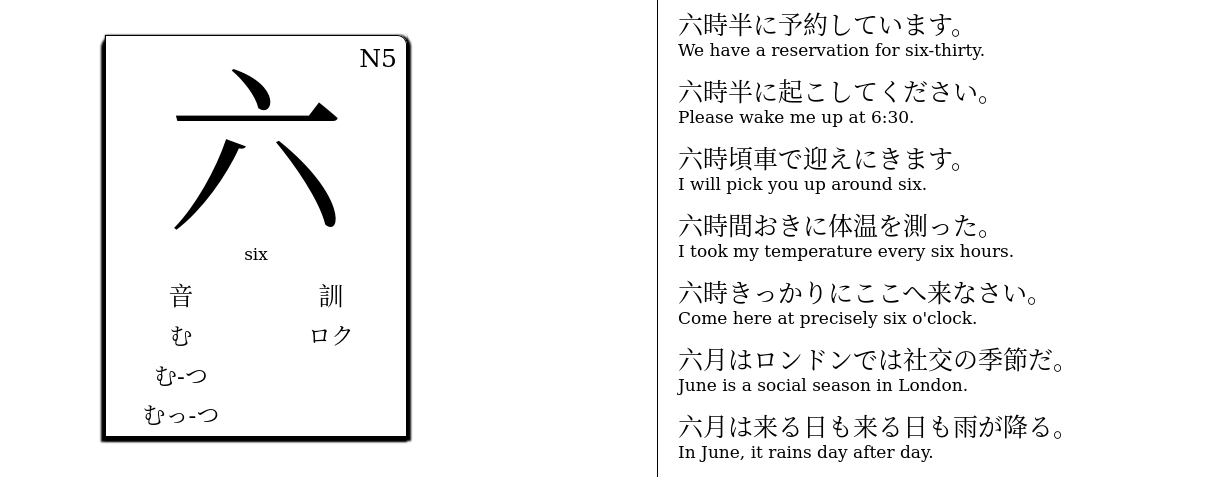 N5
六
six
音 訓
む ロク
む-つ
むっ-つ
六時半に予約しています。
We have a reservation for six-thirty.
六時半に起こしてください。
Please wake me up at 6:30.
六時頃車で迎えにきます。
I will pick you up around six.
六時間おきに体温を測った。
I took my temperature every six hours.
六時きっかりにここへ来なさい。
Come here at precisely six o'clock.
六月はロンドンでは社交の季節だ。
June is a social season in London.
六月は来る日も来る日も雨が降る。
In June, it rains day after day.